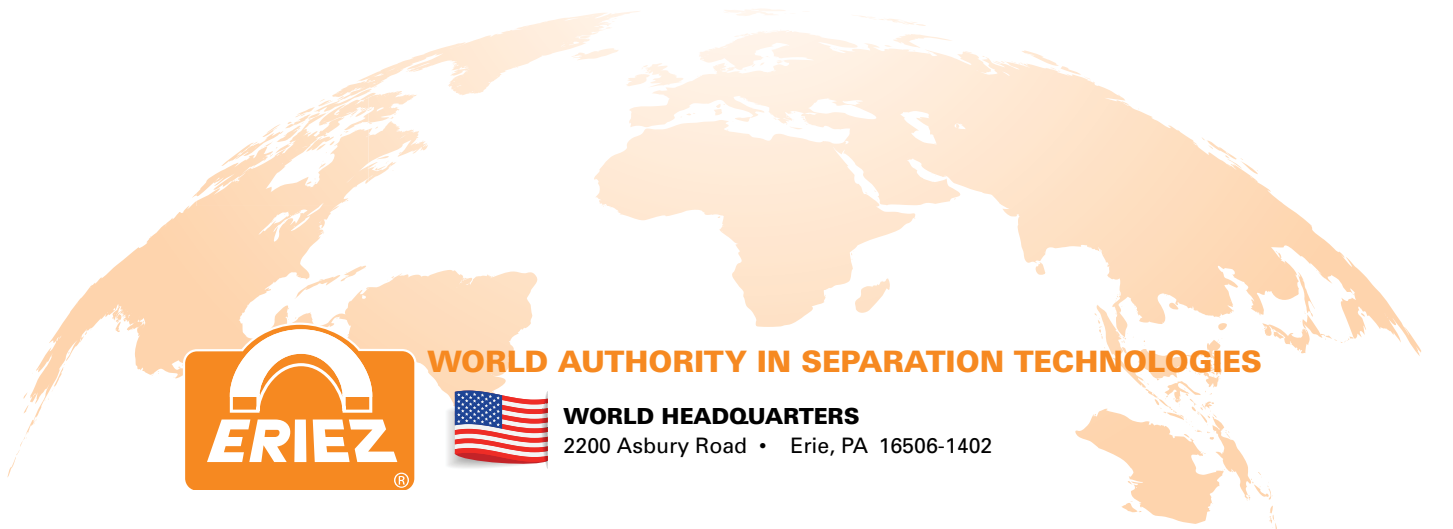 WORLD AUTHORITY IN SEPARATION TECHNOLOGIES
WORLD HEADQUARTERS
2200 Asbury Road • Erie, PA 16506-1402
ERIEZ
®